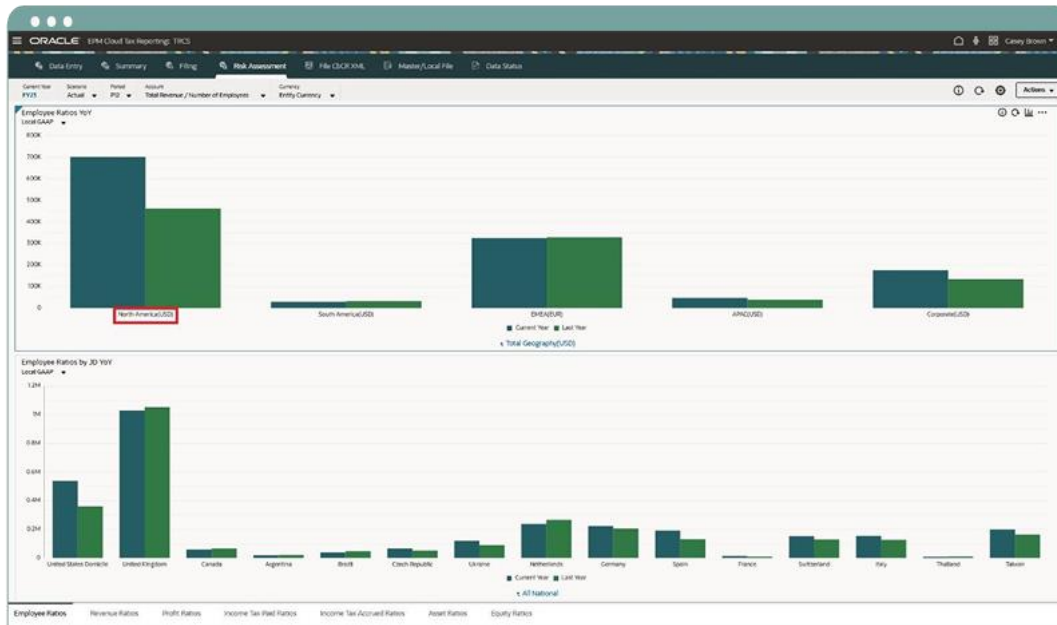 ORACLE EPM Cloud Tax Reporting: TRCS
Casey Brown
Data Entry Summary Filing Risk Assessment File CbCR XML Master/Local File Data Status
Current Year Scenario Period Account Currency
FY21 Actual P12 Total Revenue / Number of Employees Entity Currency
Actions
Employee Ratios YoY
Local GAAP
800K
700K
600K
500K
400K
300K
200K
100K
0
North America(USD) South America(USD) EMEA(EUR) APAC(USD) Corporate(USD)
Current Year Last Year
Total Geography(USD)
Employee Ratios by JD YoY
Local GAAP
1.2M
1M
0.8M
0.6M
0.4M
0.2M
0
United States Domicile United Kingdom Canada Argentina Brazil Czech Republic Ukraine Netherlands Germany Spain France Switzerland Italy Thailand Taiwan
Current Year Last Year
All National
Employee Ratios Revenue Ratios Profit Ratios Income Tax Paid Ratios Income Tax Accrued Ratios Asset Ratios Equity Ratios